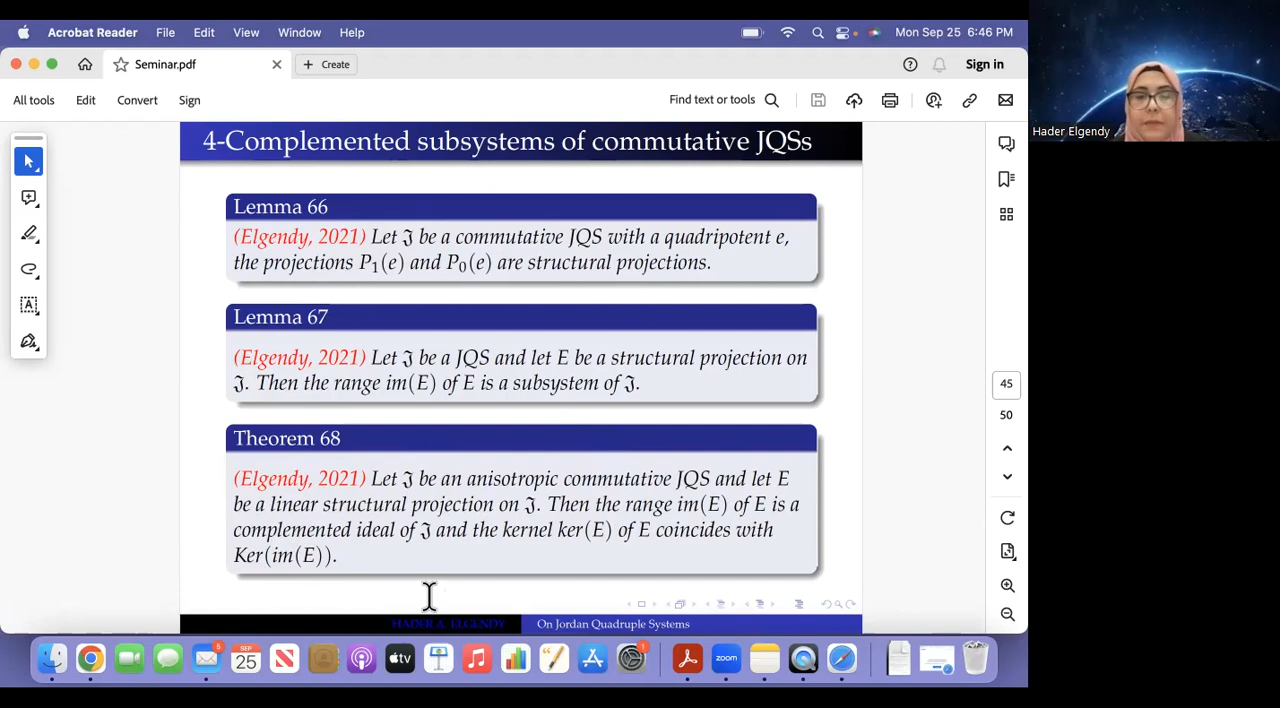 Acrobat Reader File Edit View Window Help Mon Sep 25 6:46 PM
Seminar.pdf + Create Sign in
All tools Edit Convert Sign Find text or tools
4-Complemented subsystems of commutative JQSs
Lemma 66
(Elgendy, 2021) Let 𝔍 be a commutative JQS with a quadripotent e,
the projections P₁(e) and P₀(e) are structural projections.
Lemma 67
(Elgendy, 2021) Let 𝔍 be a JQS and let E be a structural projection on
𝔍. Then the range im(E) of E is a subsystem of 𝔍.
Theorem 68
(Elgendy, 2021) Let 𝔍 be an anisotropic commutative JQS and let E
be a linear structural projection on 𝔍. Then the range im(E) of E is a
complemented ideal of 𝔍 and the kernel ker(E) of E coincides with
Ker(im(E)).
HADER A. ELGENDY On Jordan Quadruple Systems
45
50
Hader Elgendy
5
SEP
25
tv
zoom
1